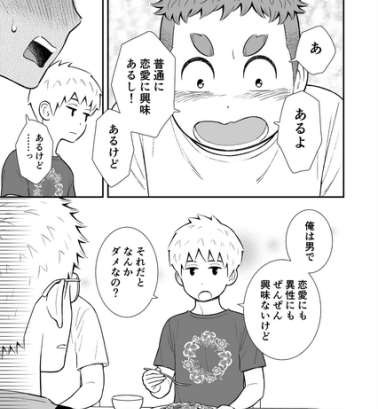 あ
あるよ
普通に
恋愛に興味
あるし！
あるけど
あるけど
……っ
俺は男で
恋愛にも
異性にも
ぜんぜん
興味ないけど
それだと
なんか
ダメなの？